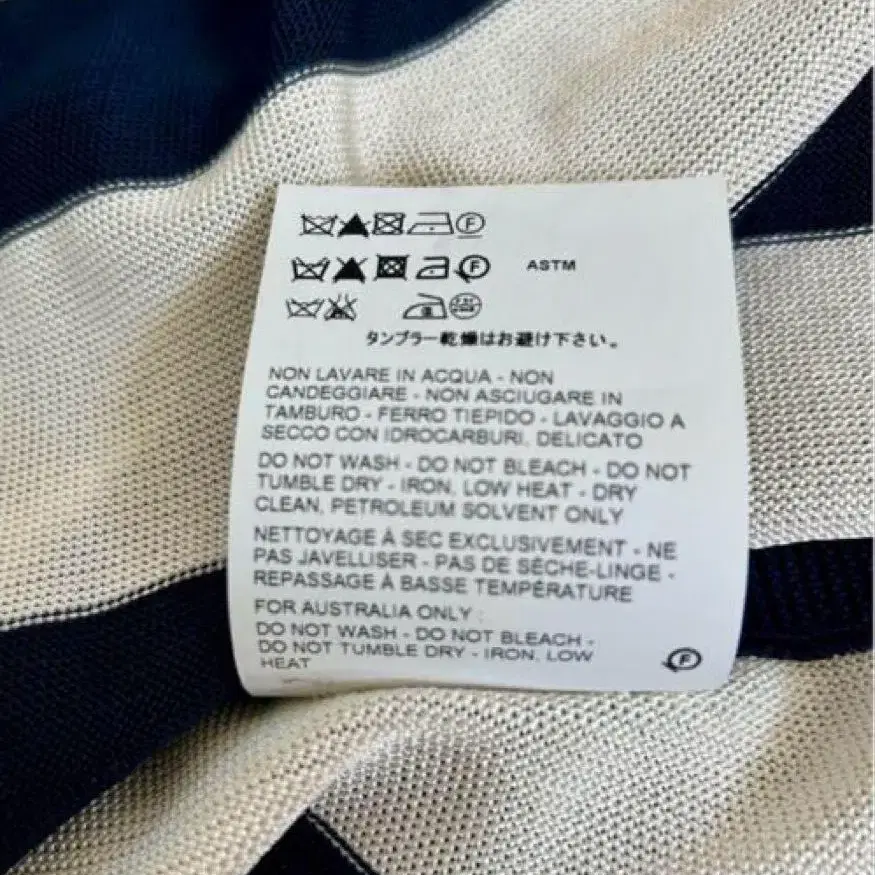 F
F ASTM
タンブラー乾燥はお避け下さい。
NON LAVARE IN ACQUA - NON
CANDEGGIARE - NON ASCIUGARE IN
TAMBURO - FERRO TIEPIDO - LAVAGGIO A
SECCO CON IDROCARBURI, DELICATO
DO NOT WASH - DO NOT BLEACH - DO NOT
TUMBLE DRY - IRON, LOW HEAT - DRY
CLEAN, PETROLEUM SOLVENT ONLY
NETTOYAGE À SEC EXCLUSIVEMENT - NE
PAS JAVELLISER - PAS DE SÈCHE-LINGE -
REPASSAGE À BASSE TEMPÉRATURE
FOR AUSTRALIA ONLY :
DO NOT WASH - DO NOT BLEACH -
DO NOT TUMBLE DRY - IRON, LOW
HEAT F